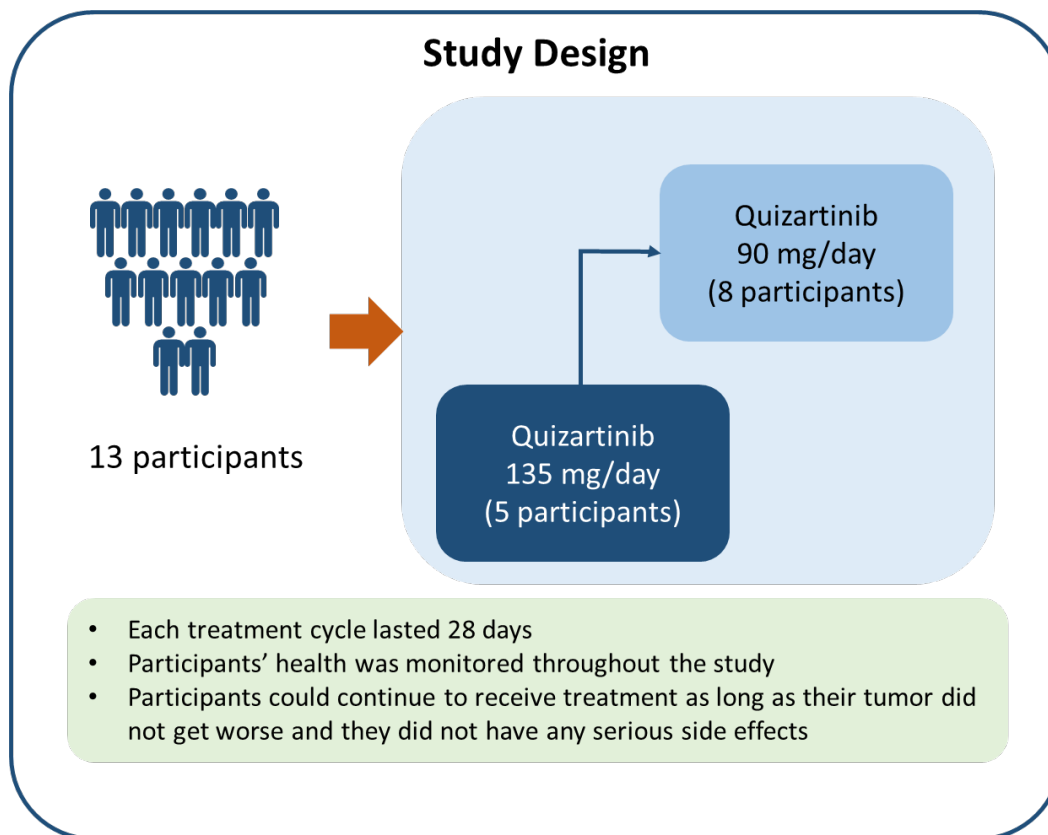 Study Design
13 participants
Quizartinib
90 mg/day
(8 participants)
Quizartinib
135 mg/day
(5 participants)
• Each treatment cycle lasted 28 days
• Participants’ health was monitored throughout the study
• Participants could continue to receive treatment as long as their tumor did
not get worse and they did not have any serious side effects